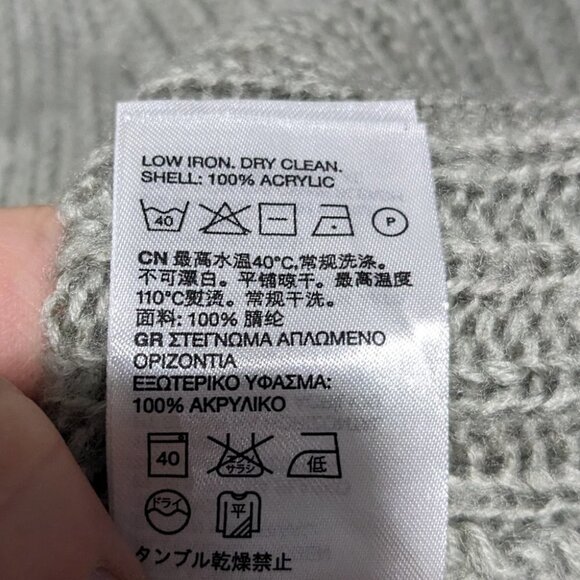 LOW IRON. DRY CLEAN.
SHELL: 100% ACRYLIC
40 P
CN 最高水温40°C,常规洗涤.
不可漂白。平铺晾干。最高温度
110°C熨烫。常规干洗.
面料: 100% 腈纶
GR ΣΤΕΓΝΩΜΑ ΑΠΛΩΜΕΝΟ
ΟΡΙΖΟΝΤΙΑ
ΕΞΩΤΕΡΙΚΟ ΥΦΑΣΜΑ:
100% ΑΚΡΥΛΙΚΟ
40 エンソサラシ 低
ドライ 平
タンブル乾燥禁止